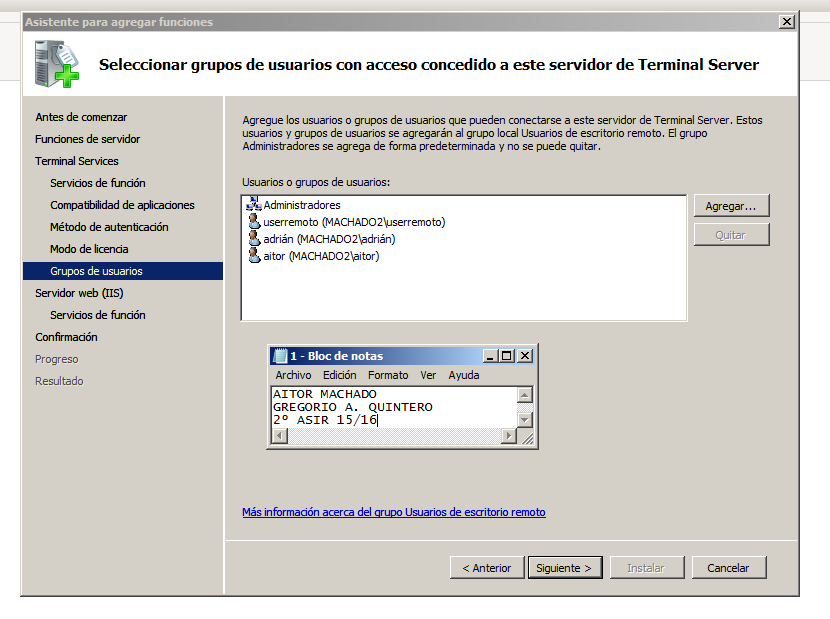 Asistente para agregar funciones
Seleccionar grupos de usuarios con acceso concedido a este servidor de Terminal Server
Antes de comenzar
Funciones de servidor
Terminal Services
Servicios de función
Compatibilidad de aplicaciones
Método de autenticación
Modo de licencia
Grupos de usuarios
Servidor web (IIS)
Servicios de función
Confirmación
Progreso
Resultado
Agregue los usuarios o grupos de usuarios que pueden conectarse a este servidor de Terminal Server. Estos
usuarios y grupos de usuarios se agregarán al grupo local Usuarios de escritorio remoto. El grupo
Administradores se agrega de forma predeterminada y no se puede quitar.
Usuarios o grupos de usuarios:
Administradores
userremoto (MACHADO2\userremoto)
adrián (MACHADO2\adrián)
aitor (MACHADO2\aitor)
Agregar...
Quitar
1 - Bloc de notas
Archivo Edición Formato Ver Ayuda
AITOR MACHADO
GREGORIO A. QUINTERO
2º ASIR 15/16
Más información acerca del grupo Usuarios de escritorio remoto
< Anterior Siguiente > Instalar Cancelar